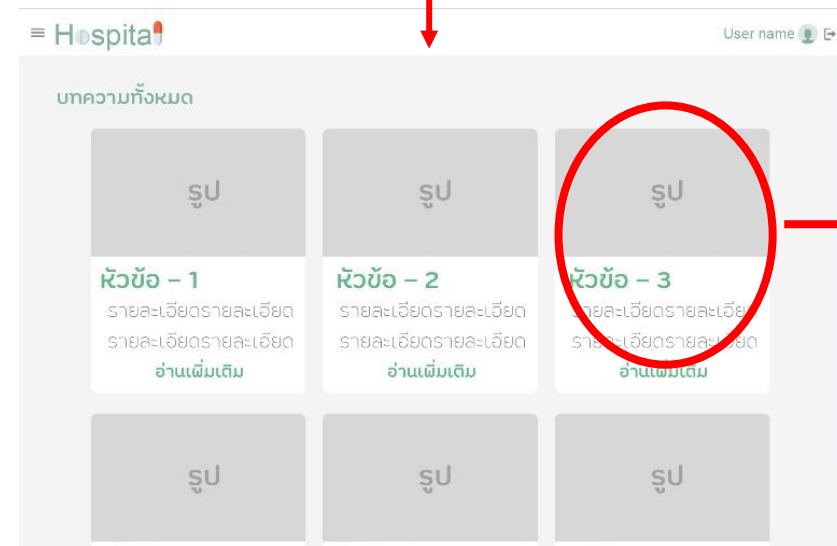 Hospital
User name
บทความทั้งหมด
รูป
รูป
รูป
หัวข้อ – 1
หัวข้อ – 2
หัวข้อ – 3
รายละเอียดรายละเอียด
รายละเอียดรายละเอียด
รายละเอียดรายละเอียด
รายละเอียดรายละเอียด
รายละเอียดรายละเอียด
รายละเอียดรายละเอียด
อ่านเพิ่มเติม
อ่านเพิ่มเติม
อ่านเพิ่มเติม
รูป
รูป
รูป